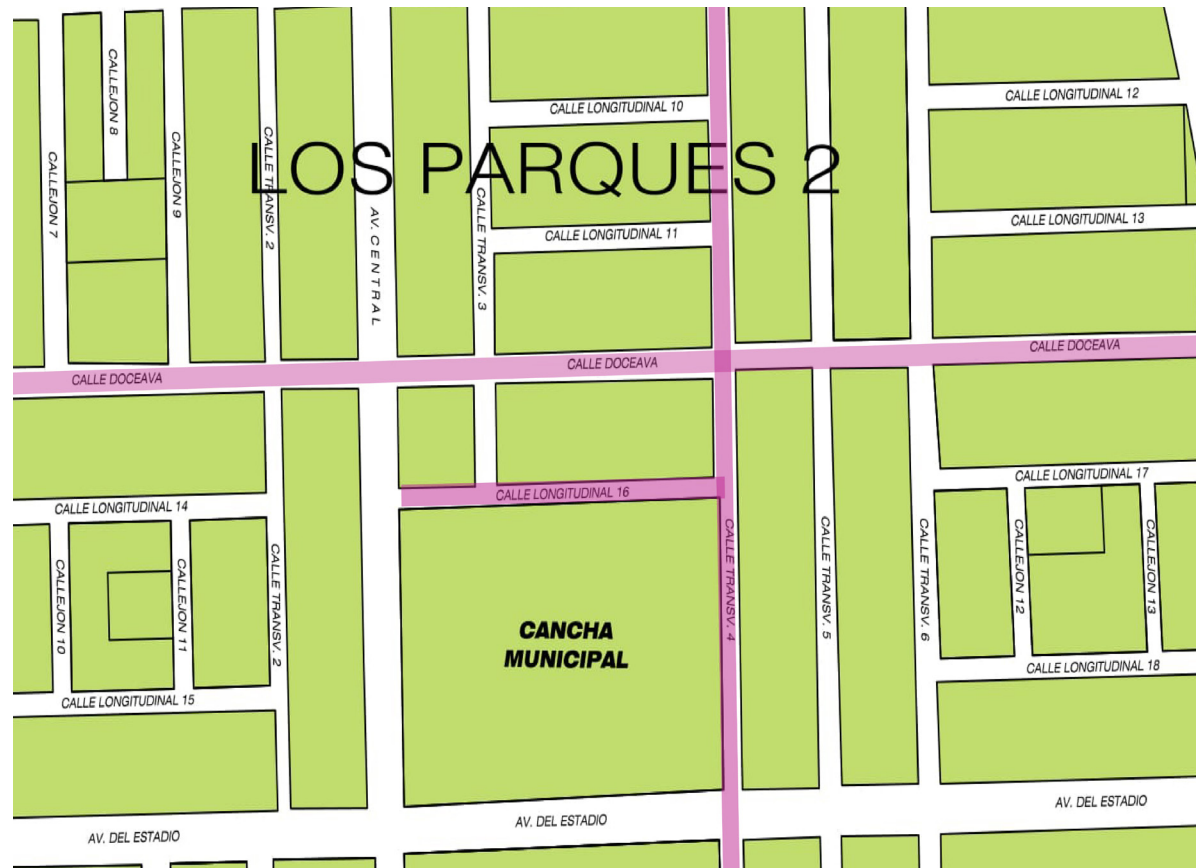 CALLEJON 8
CALLE LONGITUDINAL 10
CALLE LONGITUDINAL 12
LOS PARQUES 2
CALLEJON 7
CALLEJON 9
CALLE TRANSV. 2
AV. CENTRAL
CALLE TRANSV. 3
CALLE LONGITUDINAL 11
CALLE LONGITUDINAL 13
CALLE DOCEAVA
CALLE DOCEAVA
CALLE DOCEAVA
CALLE LONGITUDINAL 14
CALLE LONGITUDINAL 16
CALLE LONGITUDINAL 17
CALLEJON 10
CALLEJON 11
CALLE TRANSV. 2
CANCHA
MUNICIPAL
CALLE TRANSV. 4
CALLE TRANSV. 5
CALLE TRANSV. 6
CALLEJON 12
CALLEJON 13
CALLE LONGITUDINAL 15
CALLE LONGITUDINAL 18
AV. DEL ESTADIO
AV. DEL ESTADIO
AV. DEL ESTADIO